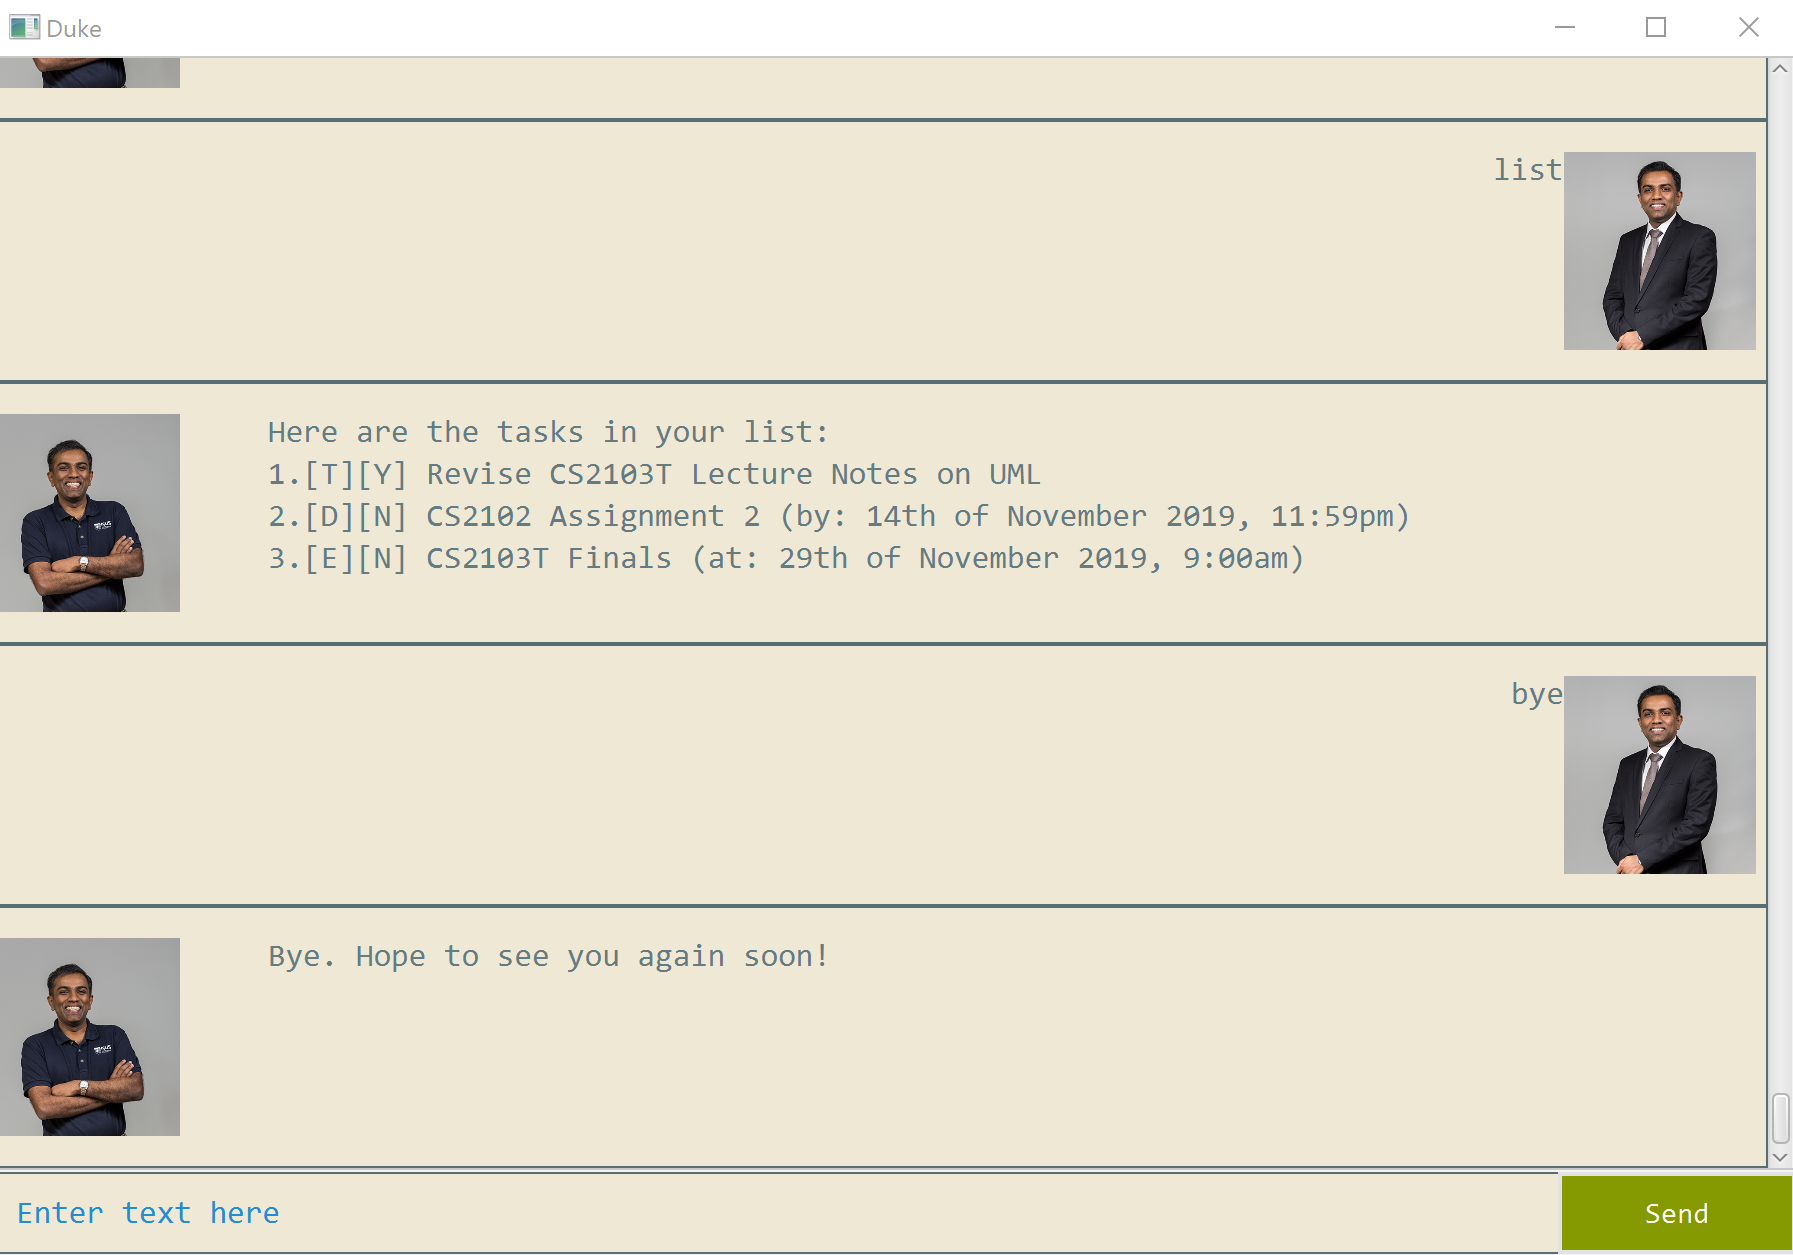 Duke
list
Here are the tasks in your list:
1.[T][Y] Revise CS2103T Lecture Notes on UML
2.[D][N] CS2102 Assignment 2 (by: 14th of November 2019, 11:59pm)
3.[E][N] CS2103T Finals (at: 29th of November 2019, 9:00am)
bye
Bye. Hope to see you again soon!
Enter text here
Send